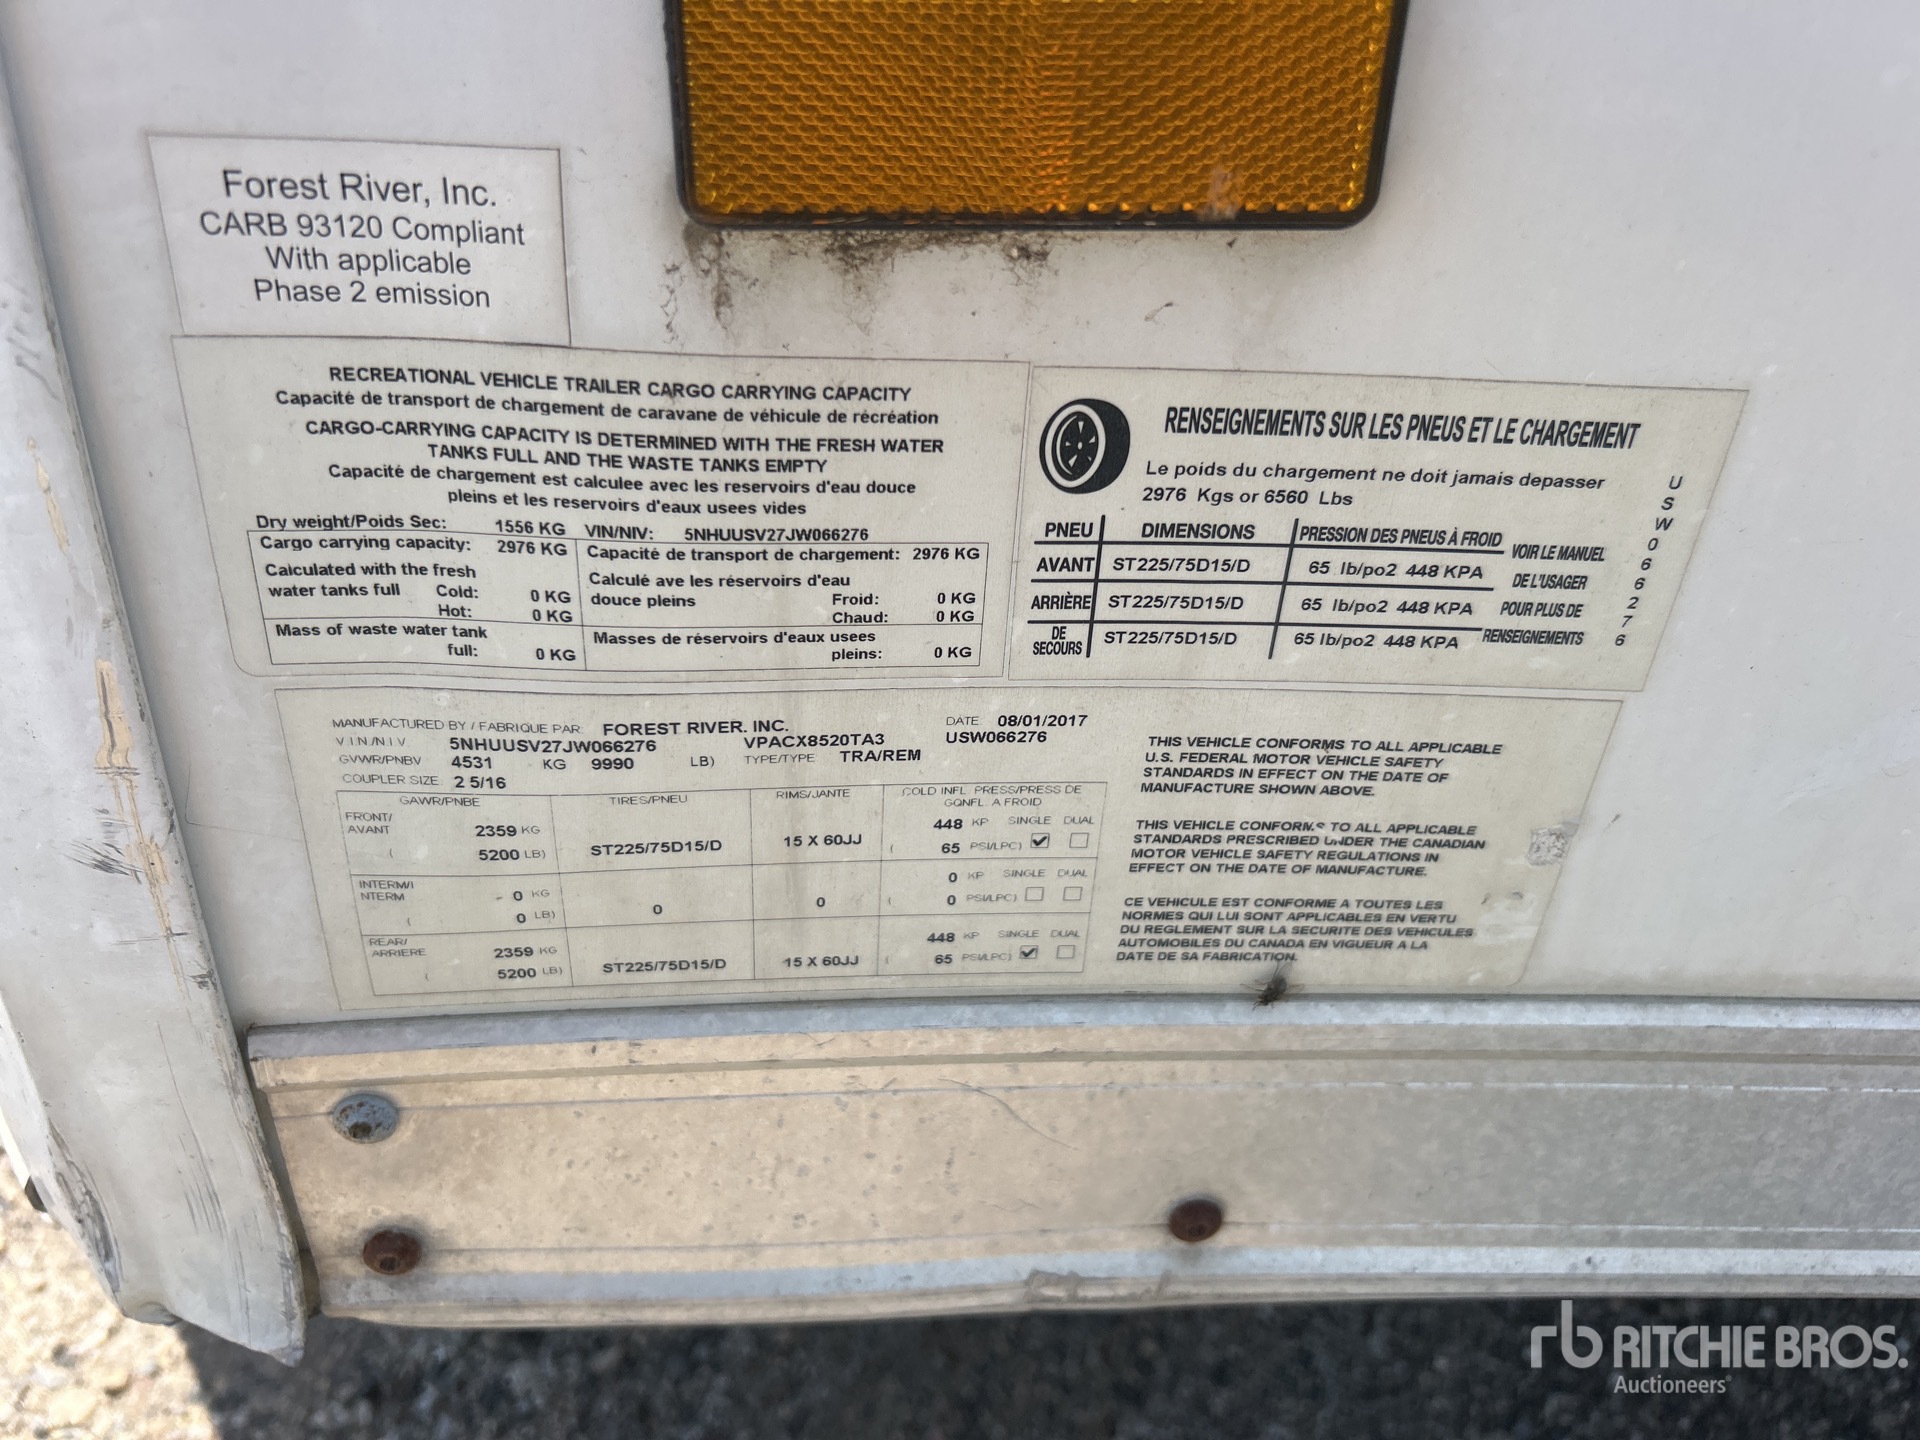 Forest River, Inc.
CARB 93120 Compliant
With applicable
Phase 2 emission
RECREATIONAL VEHICLE TRAILER CARGO CARRYING CAPACITY
Capacité de transport de chargement de caravane de véhicule de récréation
CARGO-CARRYING CAPACITY IS DETERMINED WITH THE FRESH WATER
TANKS FULL AND THE WASTE TANKS EMPTY
Capacité de chargement est calculee avec les reservoirs d'eau douce
pleins et les reservoirs d'eaux usees vides
Dry weight/Poids Sec: 1556 KG VIN/NIV: 5NHUUSV27JW066276
Cargo carrying capacity: 2976 KG Capacité de transport de chargement: 2976 KG
Calculated with the fresh Calculé ave les réservoirs d'eau
water tanks full Cold: 0 KG douce pleins Froid: 0 KG
Hot: 0 KG Chaud: 0 KG
Mass of waste water tank Masses de réservoirs d'eaux usees
full: 0 KG pleins: 0 KG
RENSEIGNEMENTS SUR LES PNEUS ET LE CHARGEMENT
Le poids du chargement ne doit jamais depasser
2976 Kgs or 6560 Lbs
PNEU DIMENSIONS PRESSION DES PNEUS À FROID
AVANT ST225/75D15/D 65 lb/po2 448 KPA
ARRIÈRE ST225/75D15/D 65 lb/po2 448 KPA
DE SECOURS ST225/75D15/D 65 lb/po2 448 KPA
VOIR LE MANUEL
DE L'USAGER
POUR PLUS DE
RENSEIGNEMENTS
USW066276
MANUFACTURED BY / FABRIQUE PAR: FOREST RIVER. INC. DATE 08/01/2017
V I N /N I V 5NHUUSV27JW066276 VPACX8520TA3 USW066276
GVWR/PNBV 4531 KG 9990 LB) TYPE/TYPE TRA/REM
COUPLER SIZE 2 5/16
GAWR/PNBE TIRES/PNEU RIMS/JANTE COLD INFL. PRESS/PRESS DE
GONFL. A FROID
FRONT/
AVANT 2359 KG ST225/75D15/D 15 X 60JJ 448 KP SINGLE DUAL
( 5200 LB) ( 65 PSI/LPC) ✓
INTERM/I
NTERM - 0 KG 0 0 0 KP SINGLE DUAL
( 0 LB) ( 0 PSI/LPC)
REAR/
ARRIERE 2359 KG ST225/75D15/D 15 X 60JJ 448 KP SINGLE DUAL
( 5200 LB) ( 65 PSI/LPC) ✓
THIS VEHICLE CONFORMS TO ALL APPLICABLE
U.S. FEDERAL MOTOR VEHICLE SAFETY
STANDARDS IN EFFECT ON THE DATE OF
MANUFACTURE SHOWN ABOVE.
THIS VEHICLE CONFORMS TO ALL APPLICABLE
STANDARDS PRESCRIBED UNDER THE CANADIAN
MOTOR VEHICLE SAFETY REGULATIONS IN
EFFECT ON THE DATE OF MANUFACTURE.
CE VEHICULE EST CONFORME A TOUTES LES
NORMES QUI LUI SONT APPLICABLES EN VERTU
DU REGLEMENT SUR LA SECURITE DES VEHICULES
AUTOMOBILES DU CANADA EN VIGUEUR A LA
DATE DE SA FABRICATION.
rb RITCHIE BROS.
Auctioneers